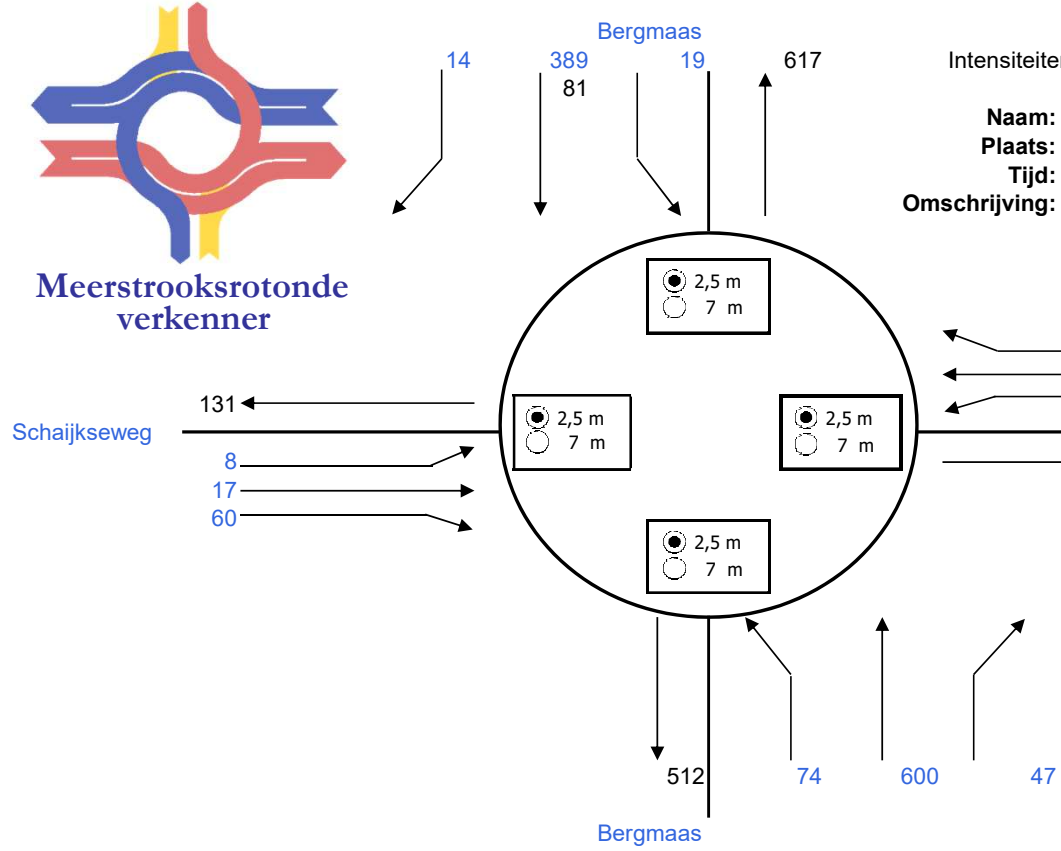 Bergmaas
14 389 19 617 Intensiteiten
81
Naam:
Plaats:
Tijd:
Omschrijving:
Meerstrooksrotonde
verkenner
2,5 m
7 m
131
Schaijkseweg
2,5 m
7 m
2,5 m
7 m
8
17
60
2,5 m
7 m
512 74 600 47
Bergmaas